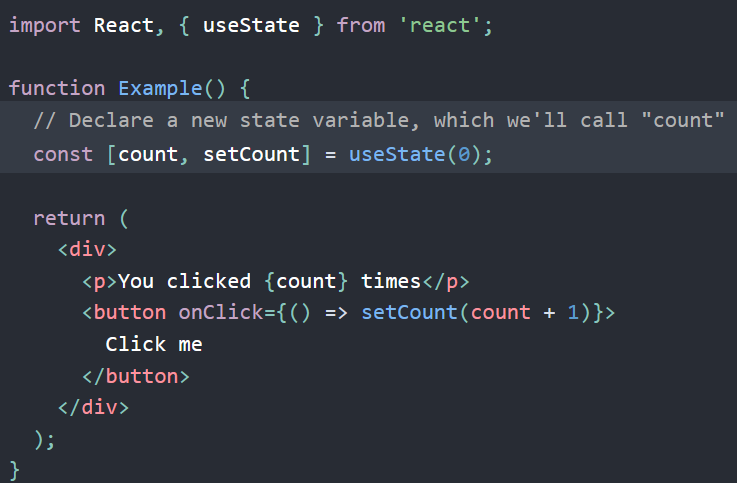 import React, { useState } from 'react';

function Example() {
  // Declare a new state variable, which we'll call "count"
  const [count, setCount] = useState(0);

  return (
    <div>
      <p>You clicked {count} times</p>
      <button onClick={() => setCount(count + 1)}>
        Click me
      </button>
    </div>
  );
}